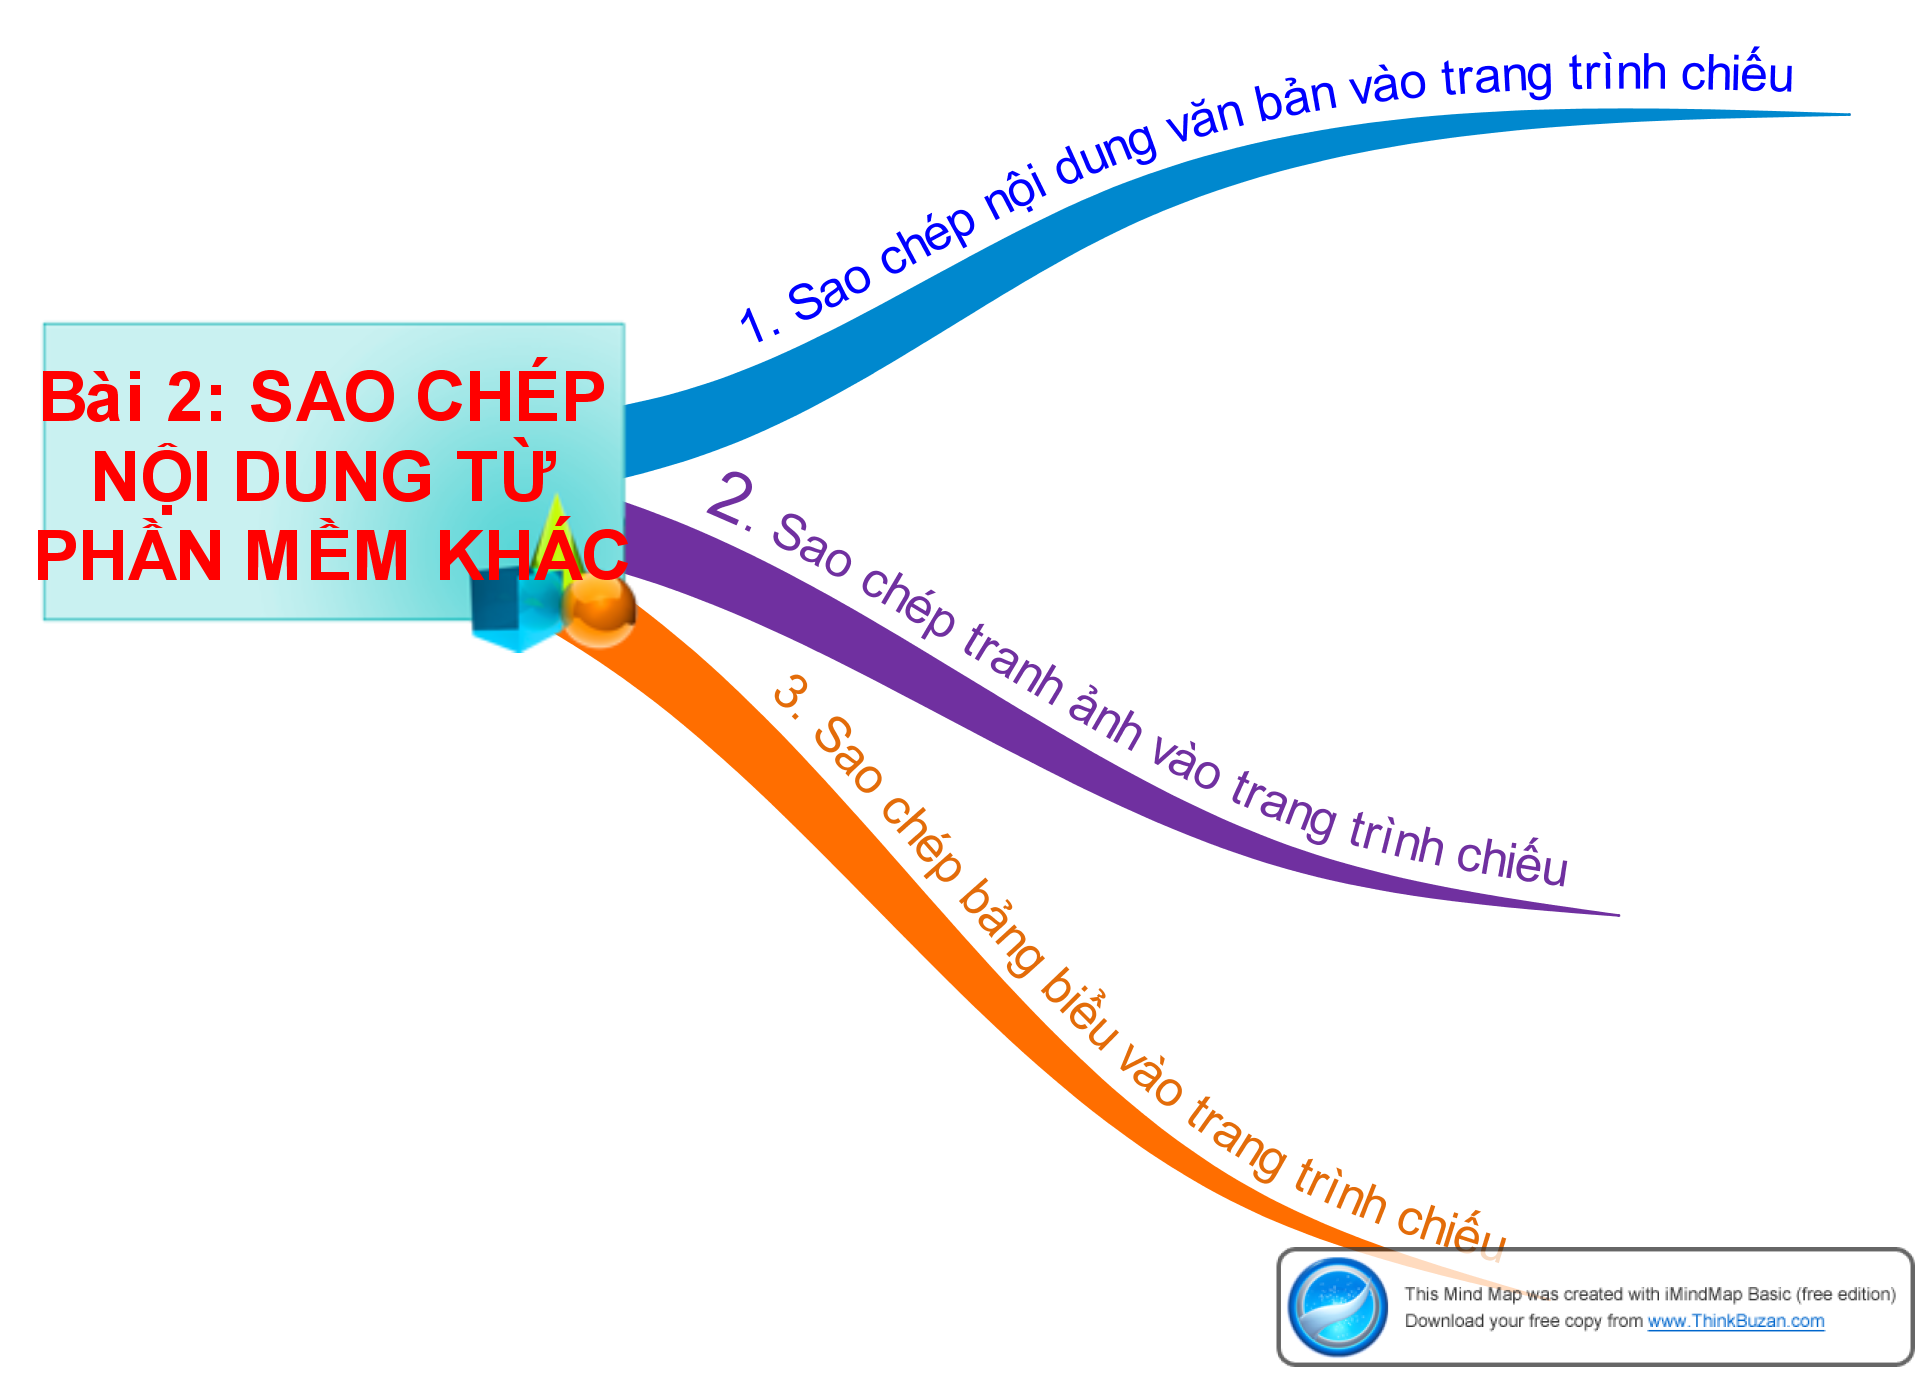 Bài 2: SAO CHÉP
NỘI DUNG TỪ
PHẦN MỀM KHÁC
1. Sao chép nội dung văn bản vào trang trình chiếu
2. Sao chép tranh ảnh vào trang trình chiếu
3. Sao chép bảng biểu vào trang trình chiếu
This Mind Map was created with iMindMap Basic (free edition)
Download your free copy from www.ThinkBuzan.com